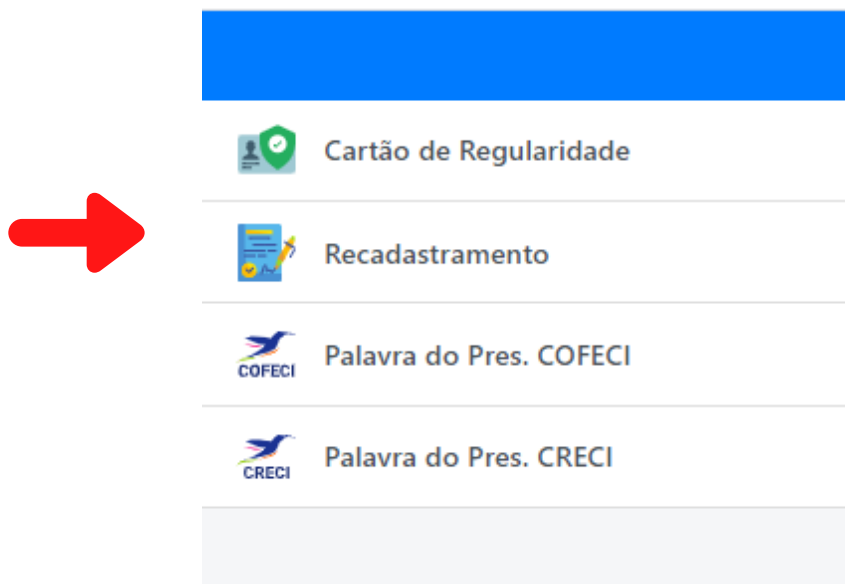 Cartão de Regularidade
Recadastramento
COFECI
Palavra do Pres. COFECI
CRECI
Palavra do Pres. CRECI